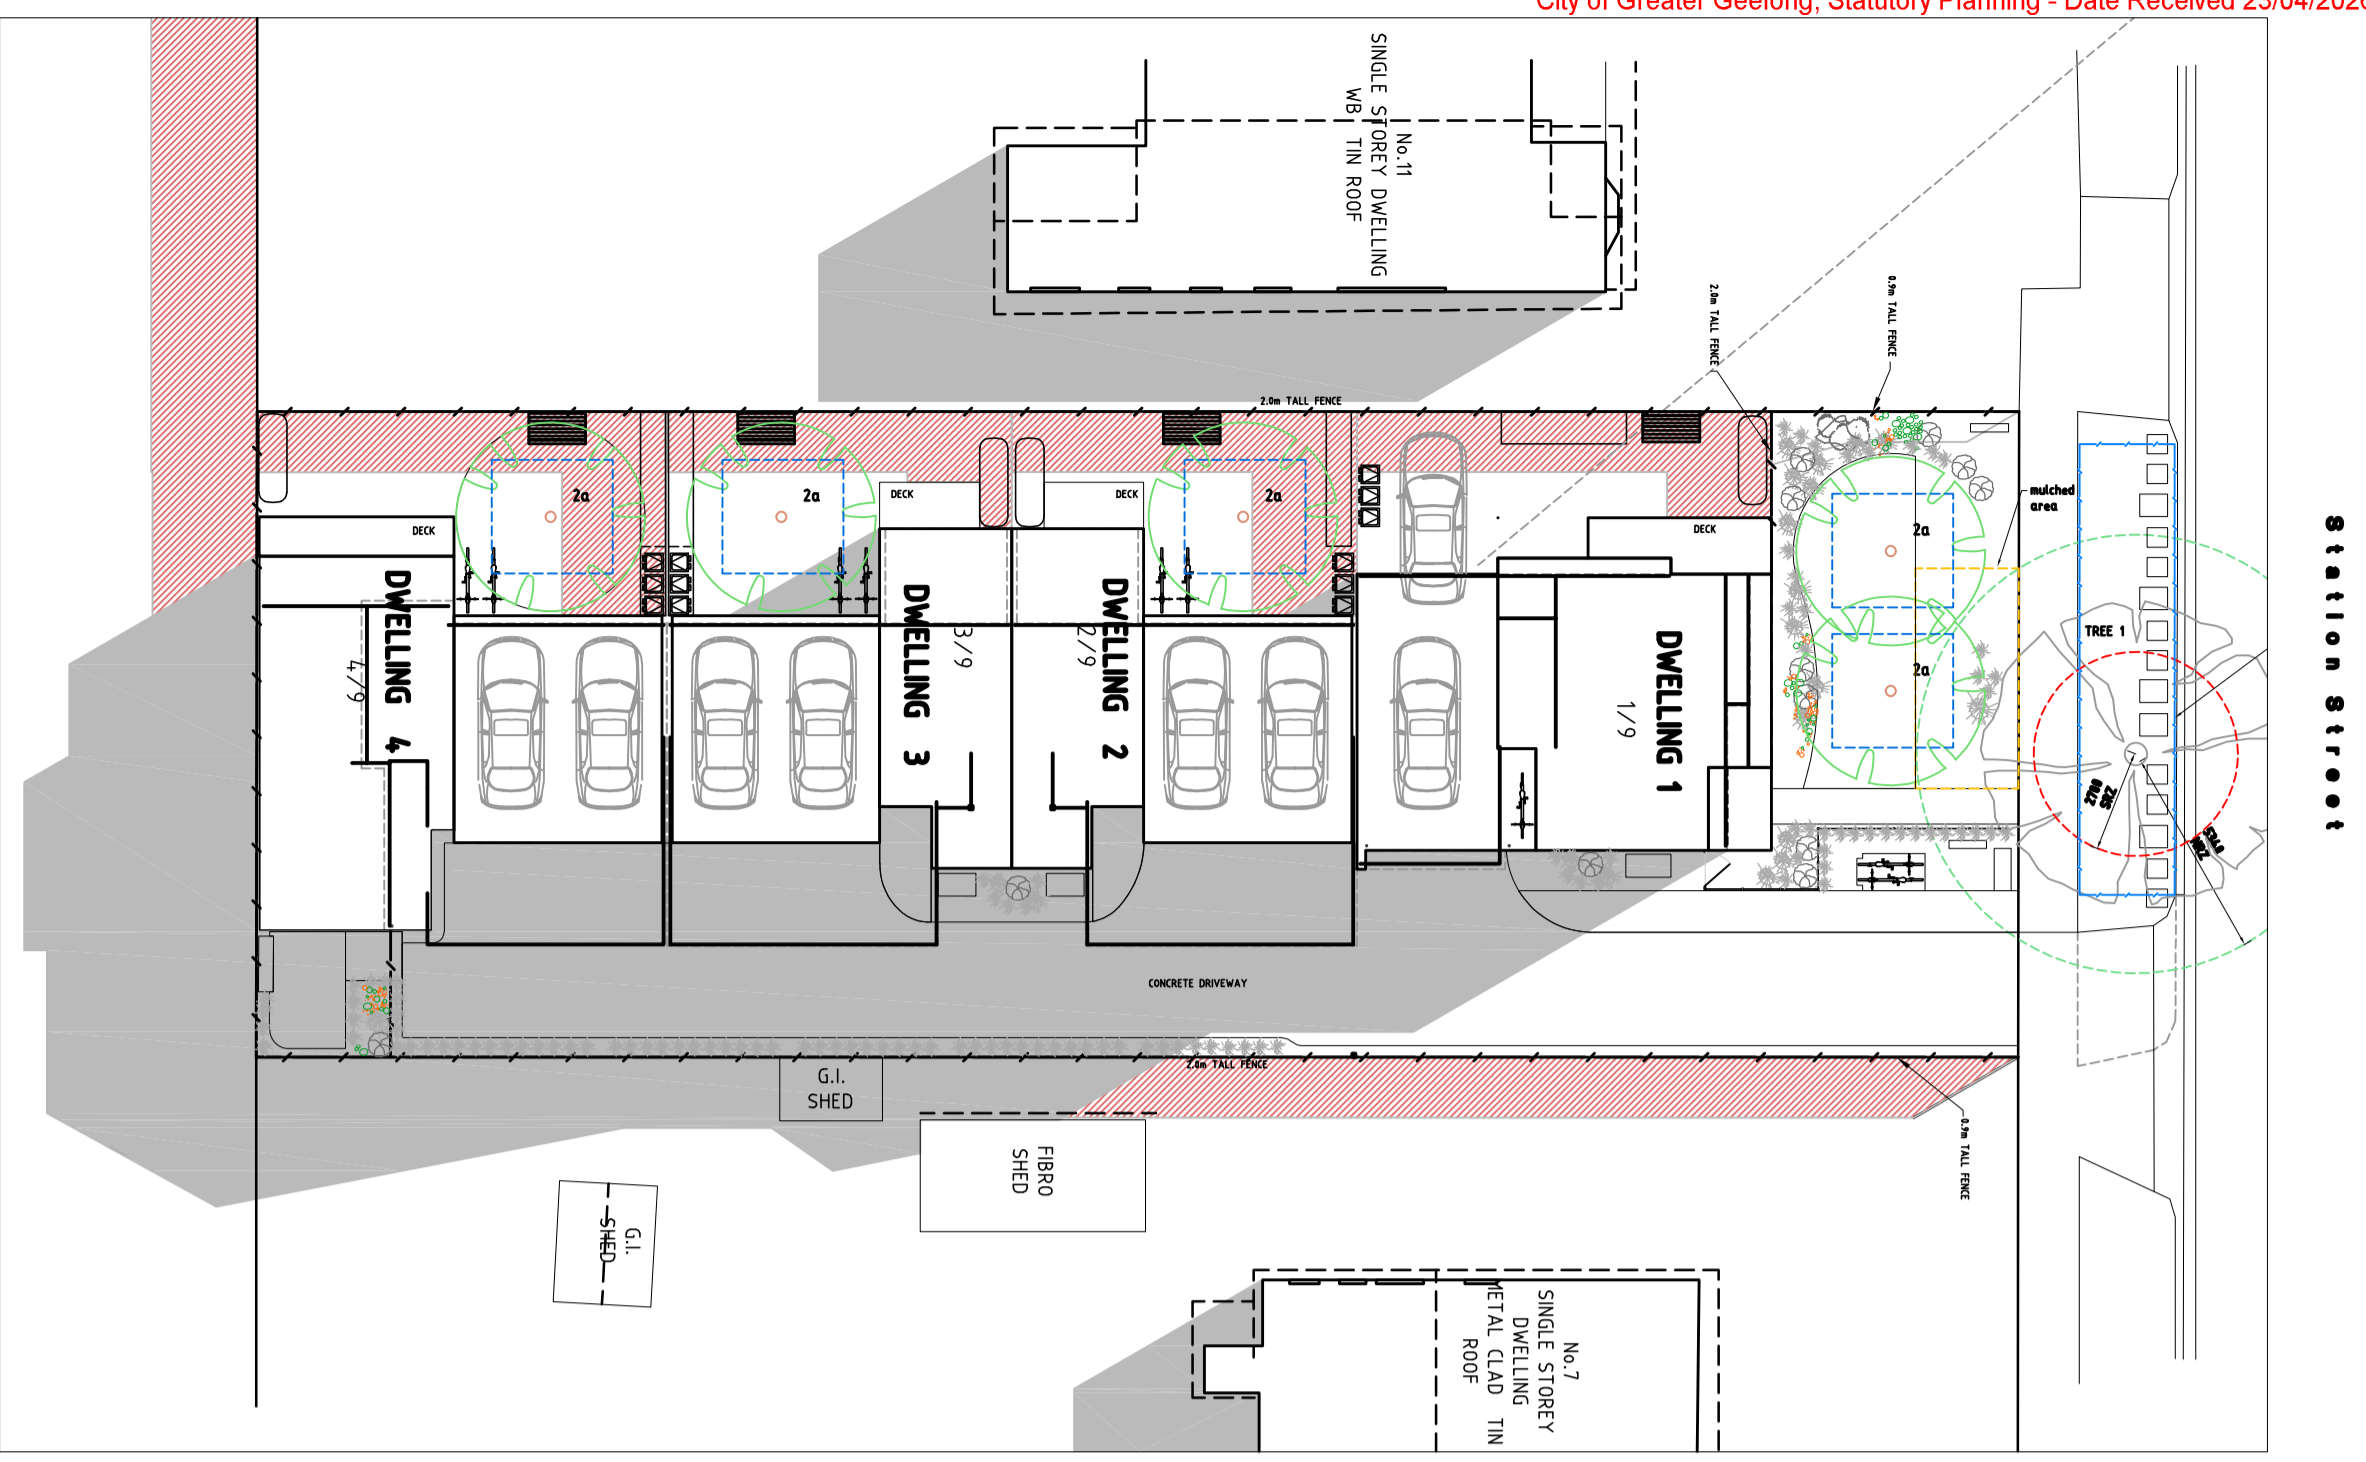 City of Greater Geelong, Statutory Planning - Date Received 23/04/2026
No.11
SINGLE STOREY DWELLING
WB TIN ROOF
2.0m TALL FENCE
0.9m TALL FENCE
2.0m TALL FENCE
mulched
area
Station Street
DECK
DECK
DECK
DECK
2a
2a
2a
2a
2a
TREE 1
2700
SRZ
DWELLING 4
4/9
DWELLING 3
3/9
DWELLING 2
2/9
DWELLING 1
1/9
CONCRETE DRIVEWAY
2.0m TALL FENCE
0.9m TALL FENCE
G.I.
SHED
FIBRO
SHED
G.I.
SHED
No.7
SINGLE STOREY
DWELLING
METAL CLAD TIN
ROOF